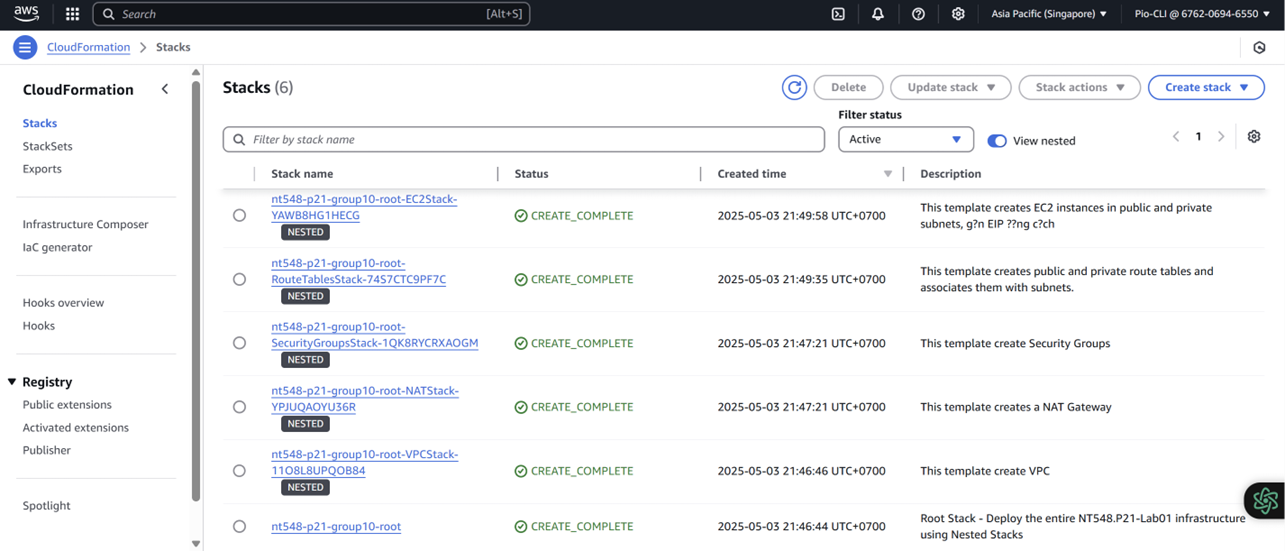 aws
Search [Alt+S]
Asia Pacific (Singapore)
Pio-CLI @ 6762-0694-6550
CloudFormation > Stacks
CloudFormation
Stacks
StackSets
Exports
Infrastructure Composer
IaC generator
Hooks overview
Hooks
Registry
Public extensions
Activated extensions
Publisher
Spotlight
Stacks (6)
Delete
Update stack
Stack actions
Create stack
Filter by stack name
Filter status
Active
View nested
1
Stack name Status Created time Description
nt548-p21-group10-root-EC2Stack-
YAWB8HG1HECG
NESTED
CREATE_COMPLETE
2025-05-03 21:49:58 UTC+0700
This template creates EC2 instances in public and private
subnets, g?n EIP ??ng c?ch
nt548-p21-group10-root-
RouteTablesStack-74S7CTC9PF7C
NESTED
CREATE_COMPLETE
2025-05-03 21:49:35 UTC+0700
This template creates public and private route tables and
associates them with subnets.
nt548-p21-group10-root-
SecurityGroupsStack-1QK8RYCRXAOGM
NESTED
CREATE_COMPLETE
2025-05-03 21:47:21 UTC+0700
This template create Security Groups
nt548-p21-group10-root-NATStack-
YPJUQAOYU36R
NESTED
CREATE_COMPLETE
2025-05-03 21:47:21 UTC+0700
This template creates a NAT Gateway
nt548-p21-group10-root-VPCStack-
11O8L8UPQOB84
NESTED
CREATE_COMPLETE
2025-05-03 21:46:46 UTC+0700
This template create VPC
nt548-p21-group10-root
CREATE_COMPLETE
2025-05-03 21:46:44 UTC+0700
Root Stack - Deploy the entire NT548.P21-Lab01 infrastructure
using Nested Stacks